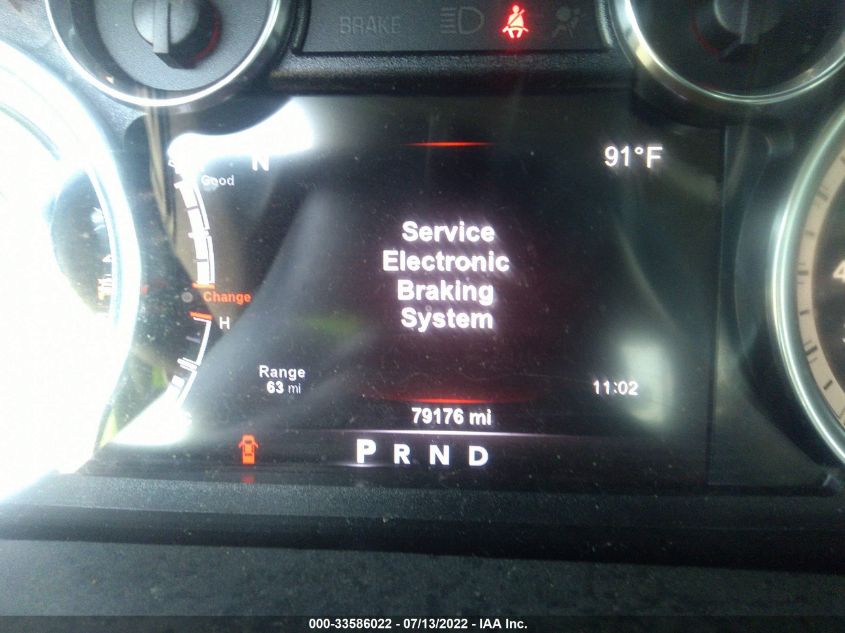 BRAKE
N
91°F
Good
Service
Electronic
Braking
System
Change
H
Range
63 mi
11:02
79176 mi
P R N D
000-33586022 - 07/13/2022 - IAA Inc.